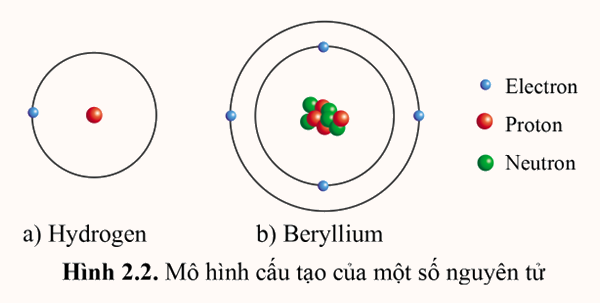 Electron
Proton
Neutron
a) Hydrogen
b) Beryllium
Hình 2.2. Mô hình cấu tạo của một số nguyên tử